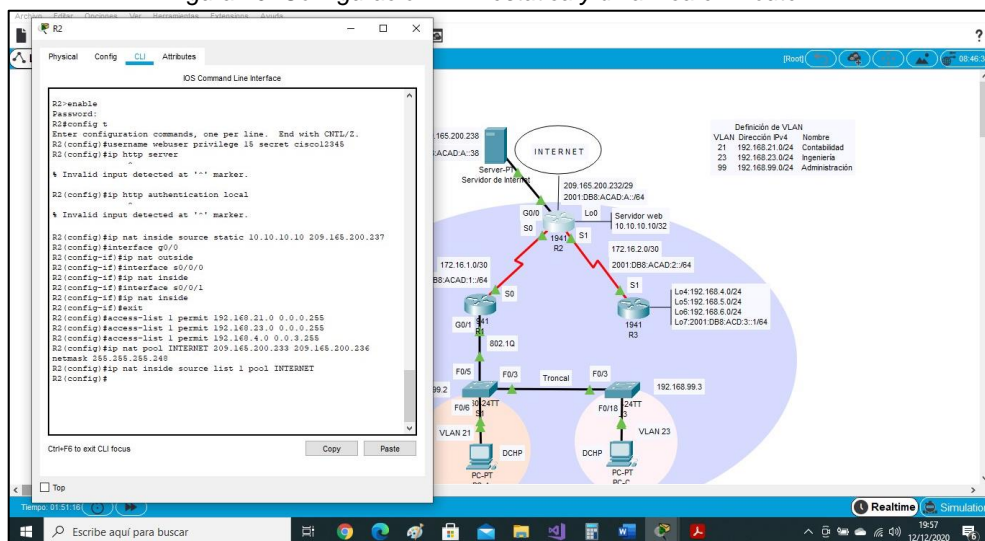 R2
Physical Config CLI Attributes
IOS Command Line Interface
R2>enable
Password:
R2#config t
Enter configuration commands, one per line. End with CNTL/Z.
R2(config)#username webuser privilege 15 secret cisco12345
R2(config)#ip http server
^
% Invalid input detected at '^' marker.
R2(config)#ip http authentication local
^
% Invalid input detected at '^' marker.
R2(config)#ip nat inside source static 10.10.10.10 209.165.200.237
R2(config)#interface g0/0
R2(config-if)#ip nat outside
R2(config-if)#interface s0/0/0
R2(config-if)#ip nat inside
R2(config-if)#interface s0/0/1
R2(config-if)#ip nat inside
R2(config-if)#exit
R2(config)#access-list 1 permit 192.168.21.0 0.0.0.255
R2(config)#access-list 1 permit 192.168.23.0 0.0.0.255
R2(config)#access-list 1 permit 192.168.4.0 0.0.3.255
R2(config)#ip nat pool INTERNET 209.165.200.233 209.165.200.236
netmask 255.255.255.248
R2(config)#ip nat inside source list 1 pool INTERNET
R2(config)#
Ctrl+F6 to exit CLI focus
Copy Paste
Top
[Root]
08:46:3
Definición de VLAN
VLAN Dirección IPv4 Nombre
21 192.168.21.0/24 Contabilidad
23 192.168.23.0/24 Ingeniería
99 192.168.99.0/24 Administración
.165.200.238
:ACAD:A::38
INTERNET
Server-PT
Servidor de Internet
209.165.200.232/29
2001:DB8:ACAD:A::/64
G0/0
Lo0
Servidor web
10.10.10.10/32
S0
S1
1941
R2
172.16.2.0/30
2001:DB8:ACAD:2::/64
172.16.1.0/30
B8:ACAD:1::/64
S0
S1
Lo4:192.168.4.0/24
Lo5:192.168.5.0/24
Lo6:192.168.6.0/24
Lo7:2001:DB8:ACD:3::1/64
1941
R3
G0/1
941
R1
802.1Q
F0/5
F0/3
Troncal
F0/3
99.2
192.168.99.3
F0/6
24TT
S1
F0/18
24TT
VLAN 21
VLAN 23
DCHP
DCHP
PC-PT
PC-PT
PC-C
Tiempo: 01:51:16
Realtime
Simulation
Escribe aquí para buscar
19:57
12/12/2020